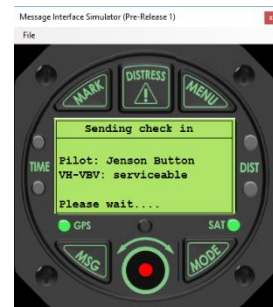 Message Interface Simulator (Pre-Release 1)
x
File
MARK
DISTRESS
MENU
Sending check in
Pilot: Jenson Button
VH-VBV: serviceable
Please wait....
TIME
DIST
GPS
SAT
MSG
MODE